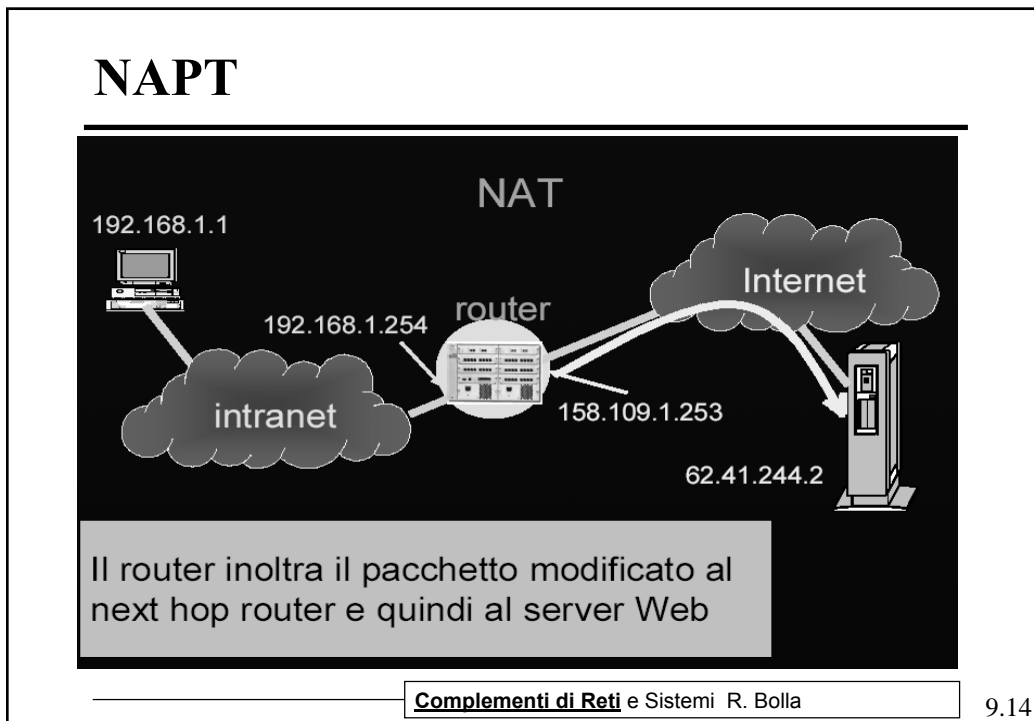 NAPT
NAT
192.168.1.1
Internet
router
192.168.1.254
intranet
158.109.1.253
62.41.244.2
Il router inoltra il pacchetto modificato al
next hop router e quindi al server Web
Complementi di Reti e Sistemi R. Bolla
9.14